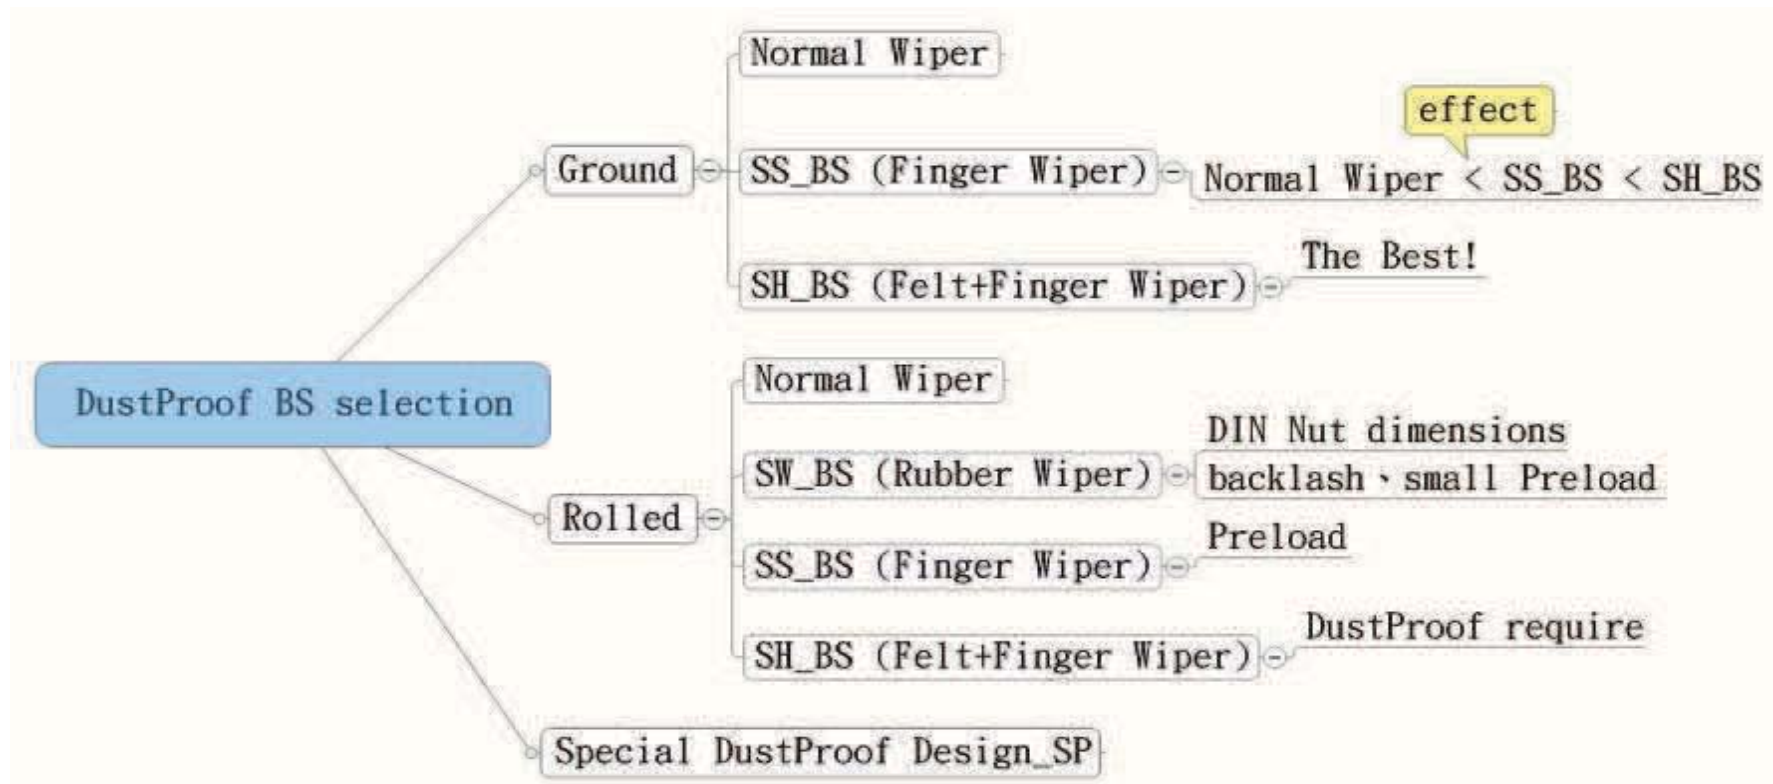 Normal Wiper
effect
Ground
SS_BS (Finger Wiper)
Normal Wiper < SS_BS < SH_BS
The Best!
SH_BS (Felt+Finger Wiper)
DustProof BS selection
Normal Wiper
DIN Nut dimensions
SW_BS (Rubber Wiper)
backlash、small Preload
Rolled
Preload
SS_BS (Finger Wiper)
DustProof require
SH_BS (Felt+Finger Wiper)
Special DustProof Design_SP